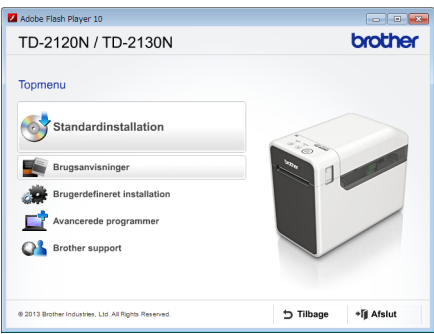 Adobe Flash Player 10
TD-2120N / TD-2130N
brother
Topmenu
Standardinstallation
Brugsanvisninger
Brugerdefineret installation
Avancerede programmer
Brother support
brother
© 2013 Brother Industries, Ltd. All Rights Reserved.
Tilbage
Afslut